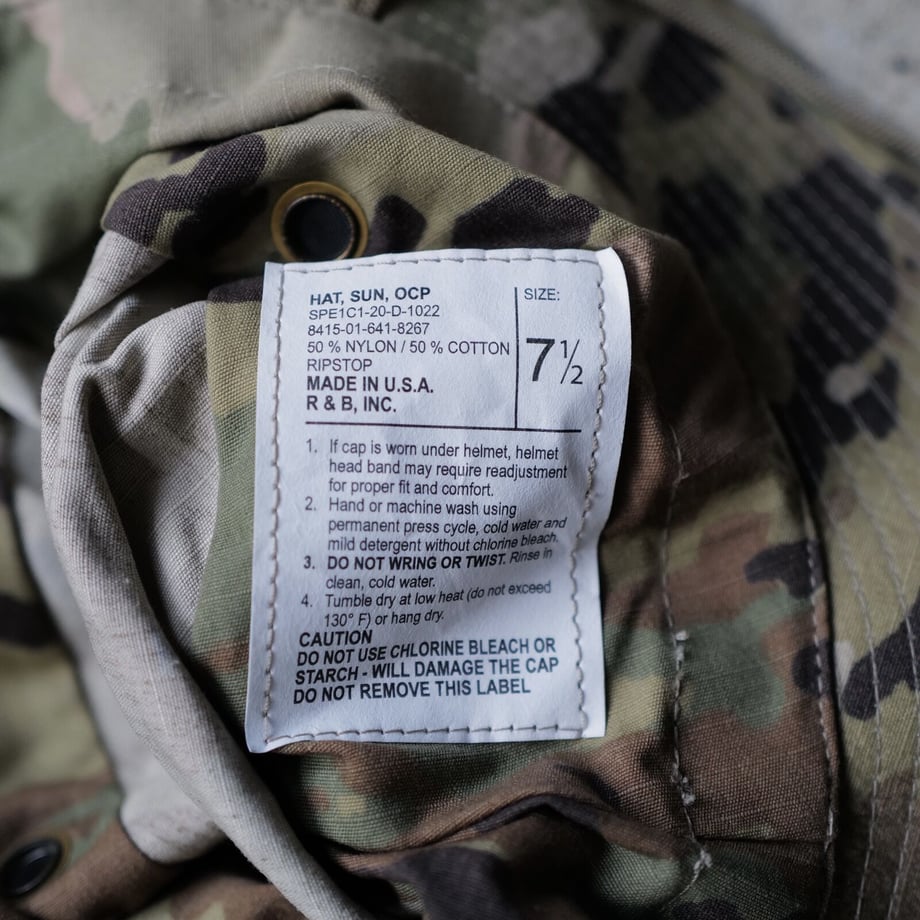 HAT, SUN, OCP
SPE1C1-20-D-1022
8415-01-641-8267
50 % NYLON / 50 % COTTON
RIPSTOP
MADE IN U.S.A.
R & B, INC.
SIZE:
7½
1. If cap is worn under helmet, helmet
head band may require readjustment
for proper fit and comfort.
2. Hand or machine wash using
permanent press cycle, cold water and
mild detergent without chlorine bleach.
3. DO NOT WRING OR TWIST. Rinse in
clean, cold water.
4. Tumble dry at low heat (do not exceed
130° F) or hang dry.
CAUTION
DO NOT USE CHLORINE BLEACH OR
STARCH - WILL DAMAGE THE CAP
DO NOT REMOVE THIS LABEL